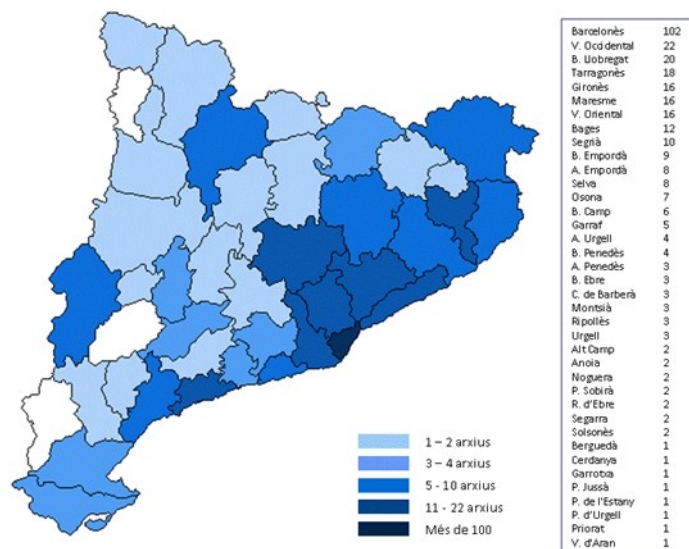 Barcelonès 102
V. Occidental 22
B. Llobregat 20
Tarragonès 18
Gironès 16
Maresme 16
V. Oriental 16
Bages 12
Segrià 10
B. Empordà 9
A. Empordà 8
Selva 8
Osona 7
B. Camp 6
Garraf 5
A. Urgell 4
B. Penedès 4
A. Penedès 3
B. Ebre 3
C. de Barberà 3
Montsià 3
Ripollès 3
Urgell 3
Alt Camp 2
Anoia 2
Noguera 2
P. Sobirà 2
R. d'Ebre 2
Segarra 2
Solsonès 2
Berguedà 1
Cerdanya 1
Garrotxa 1
P. Jussà 1
P. de l'Estany 1
P. d'Urgell 1
Priorat 1
V. d'Aran 1
1 – 2 arxius
3 – 4 arxius
5 - 10 arxius
11 - 22 arxius
Més de 100